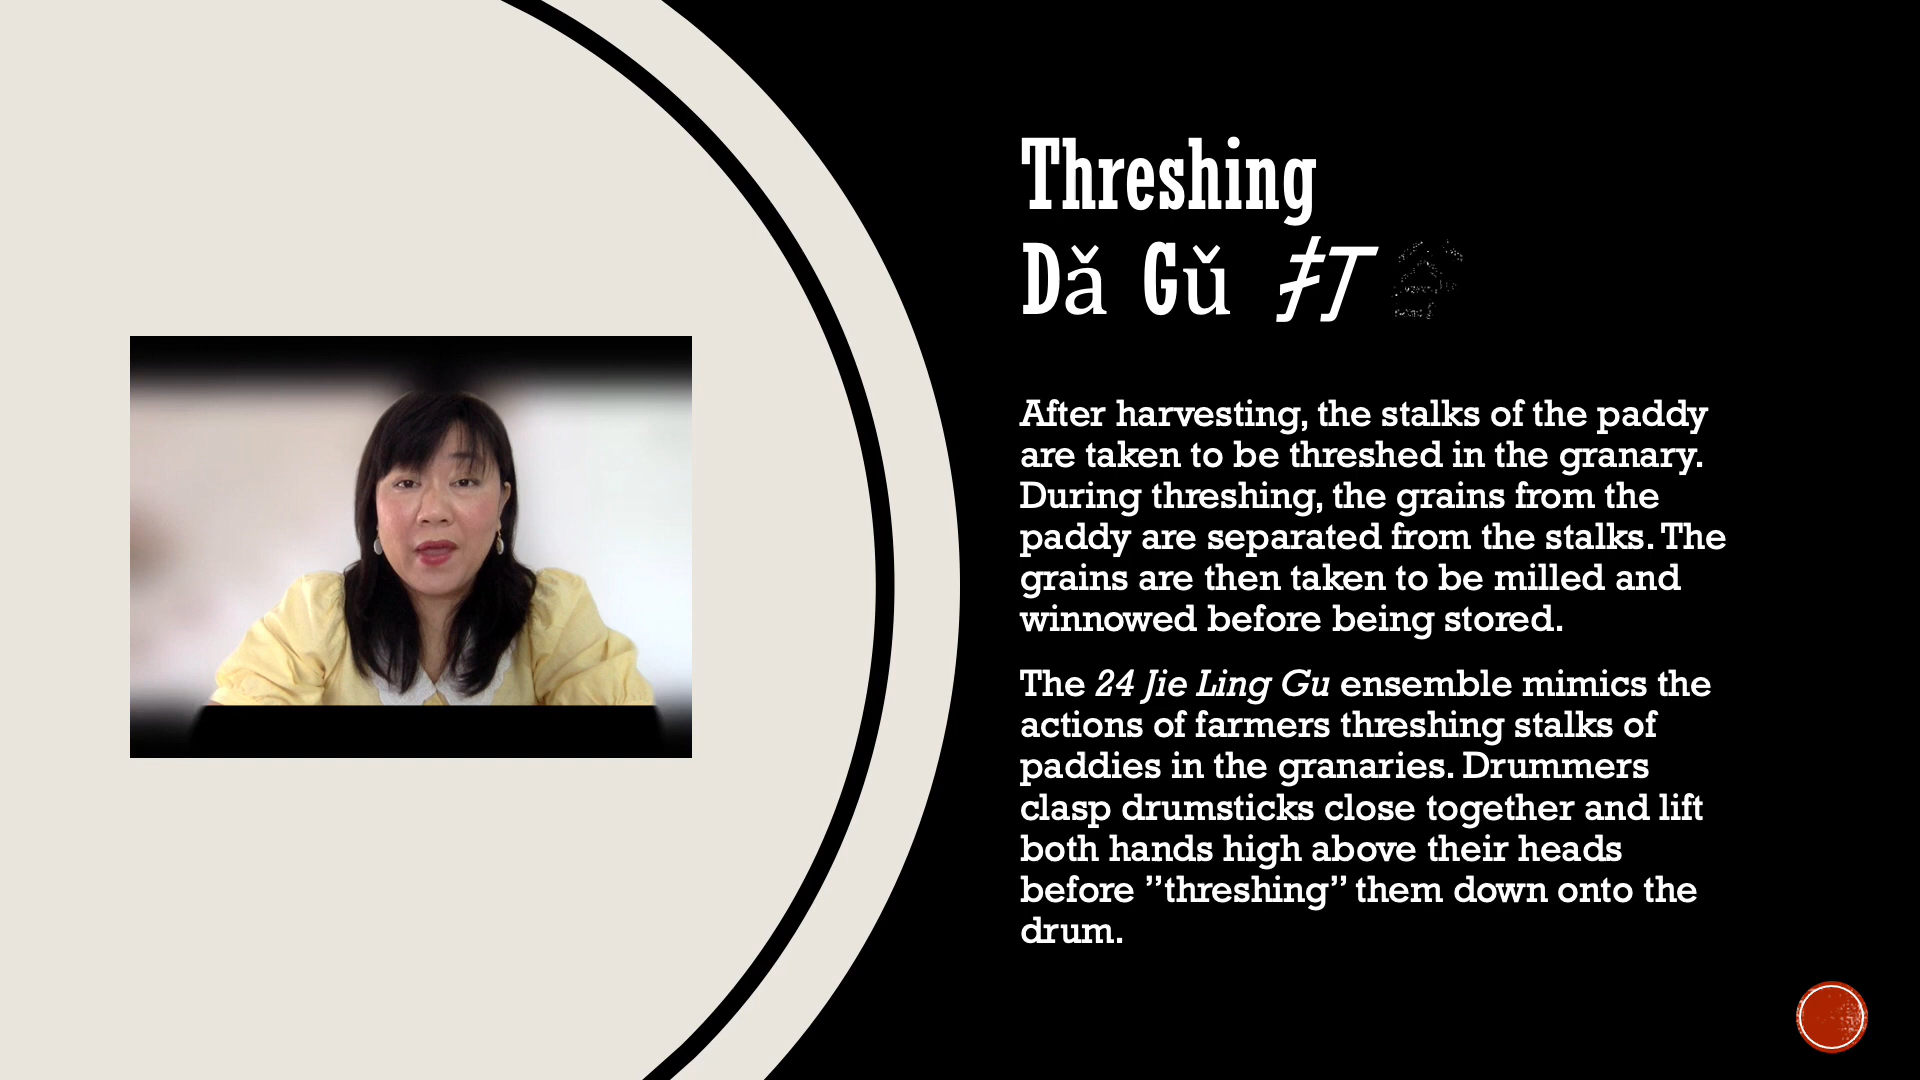 Threshing
Dǎ Gǔ 打
After harvesting, the stalks of the paddy
are taken to be threshed in the granary.
During threshing, the grains from the
paddy are separated from the stalks. The
grains are then taken to be milled and
winnowed before being stored.
The 24 Jie Ling Gu ensemble mimics the
actions of farmers threshing stalks of
paddies in the granaries. Drummers
clasp drumsticks close together and lift
both hands high above their heads
before ”threshing” them down onto the
drum.